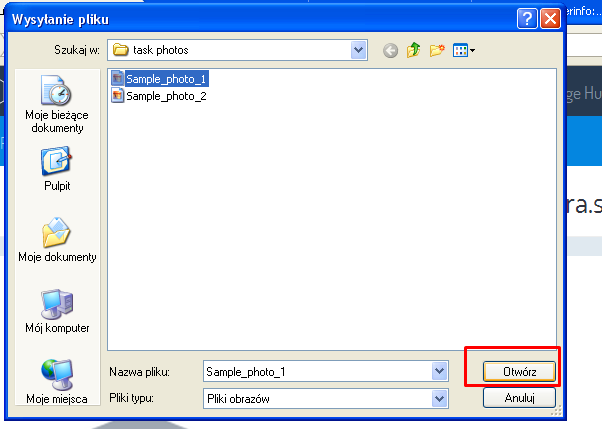 Wysyłanie pliku
erinfo:...
Szukaj w:
task photos
Sample_photo_1
Sample_photo_2
Moje bieżące
dokumenty
Pulpit
Moje dokumenty
Mój komputer
Moje miejsca
ge Hu
ra.s
Nazwa pliku:
Sample_photo_1
Otwórz
Pliki typu:
Pliki obrazów
Anuluj